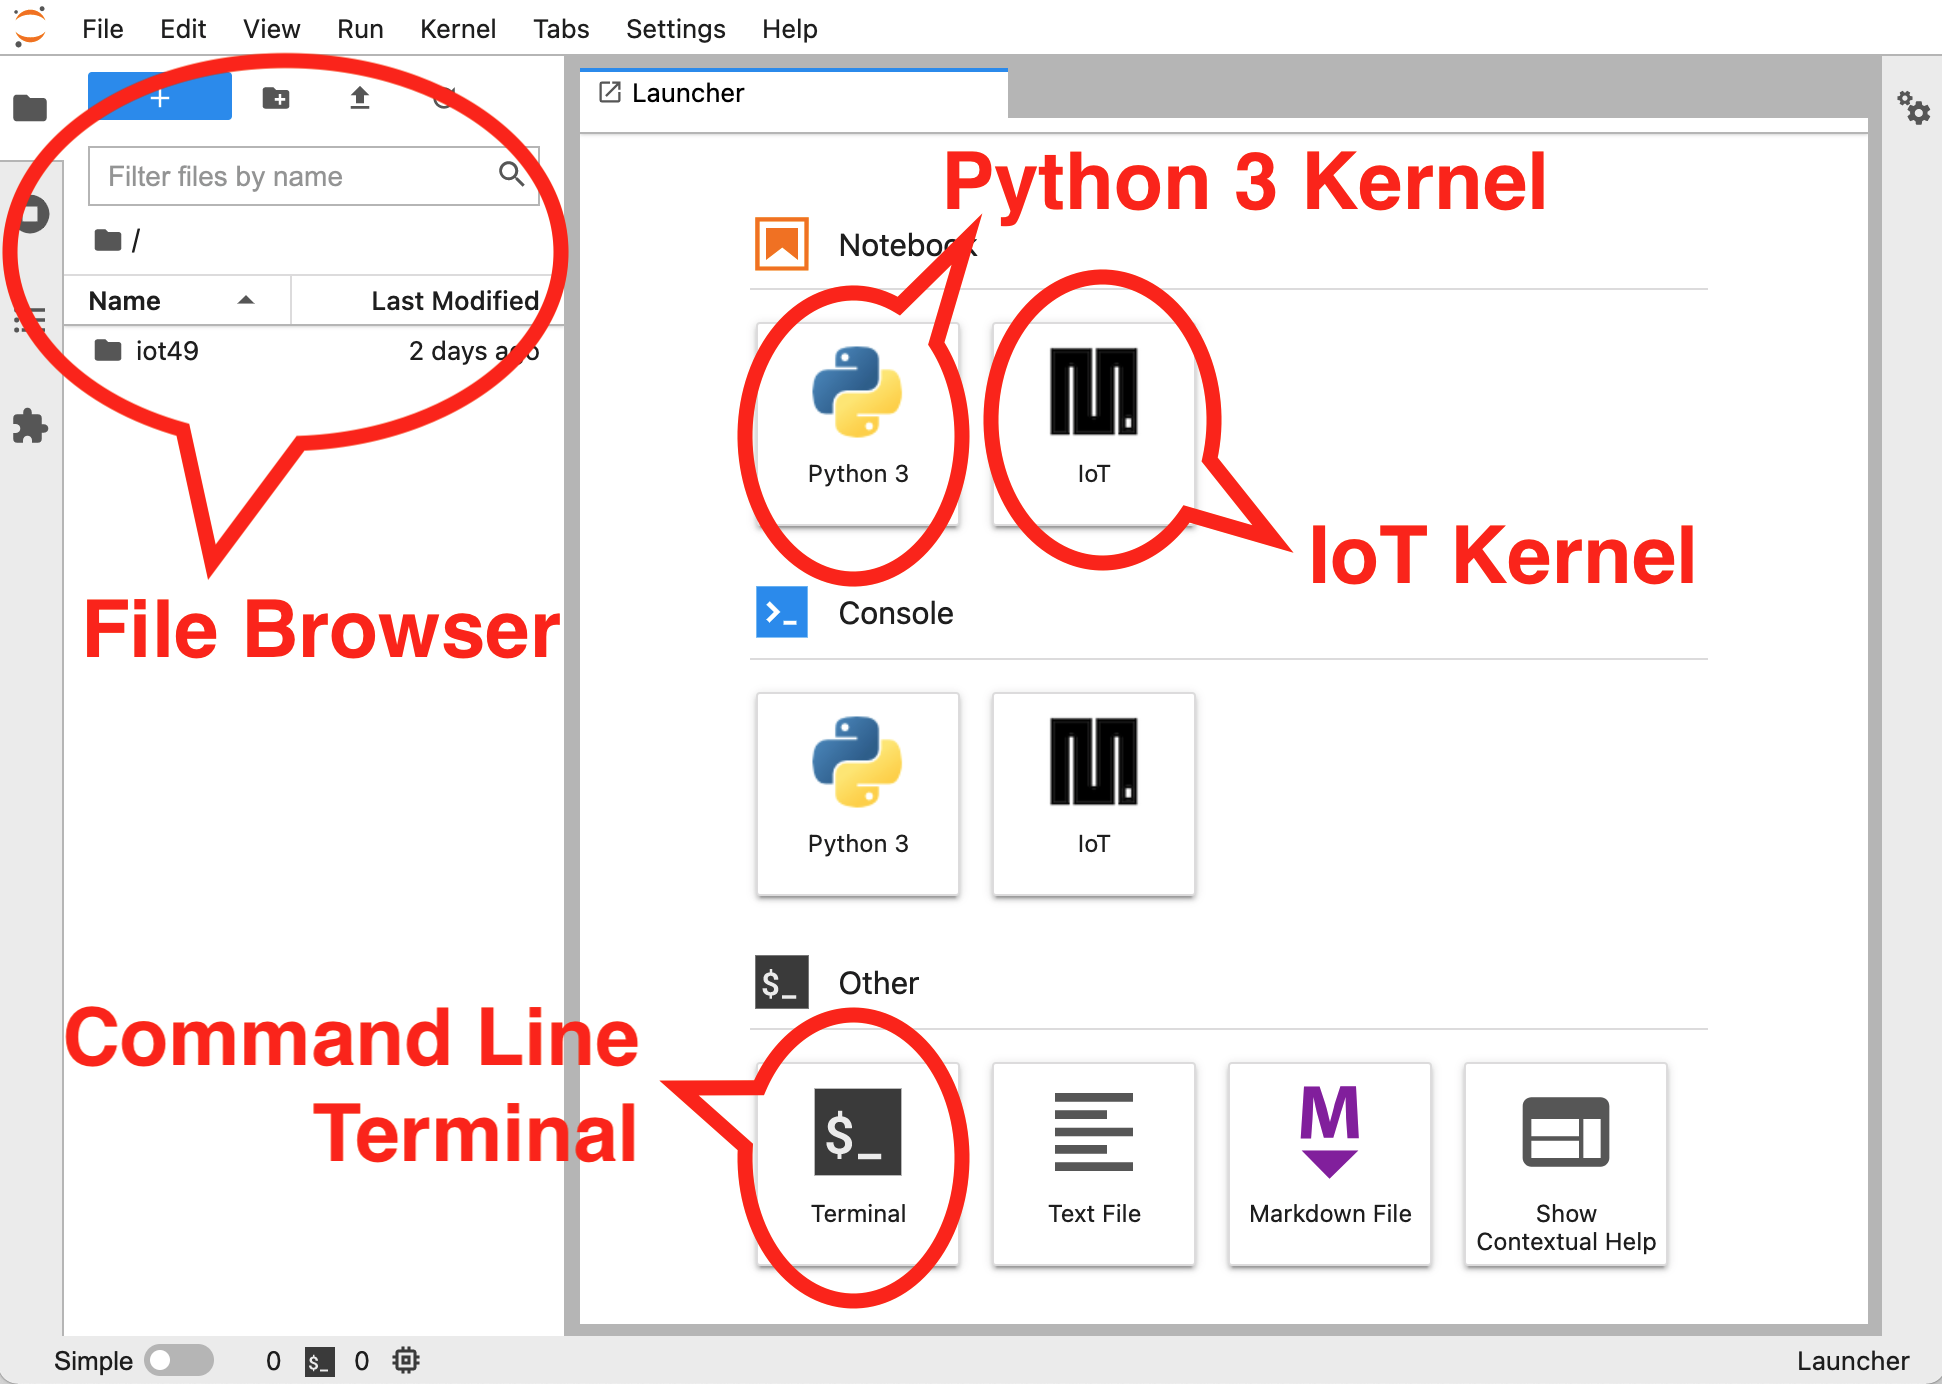 File Edit View Run Kernel Tabs Settings Help
+
Filter files by name
/
Name Last Modified
iot49 2 days ago
File Browser
Launcher
Python 3 Kernel
Notebook
Python 3
IoT
IoT Kernel
Console
Python 3
IoT
$_ Other
Command Line
Terminal
$_
Terminal
Text File
M
Markdown File
Show
Contextual Help
Simple 0 $_ 0
Launcher